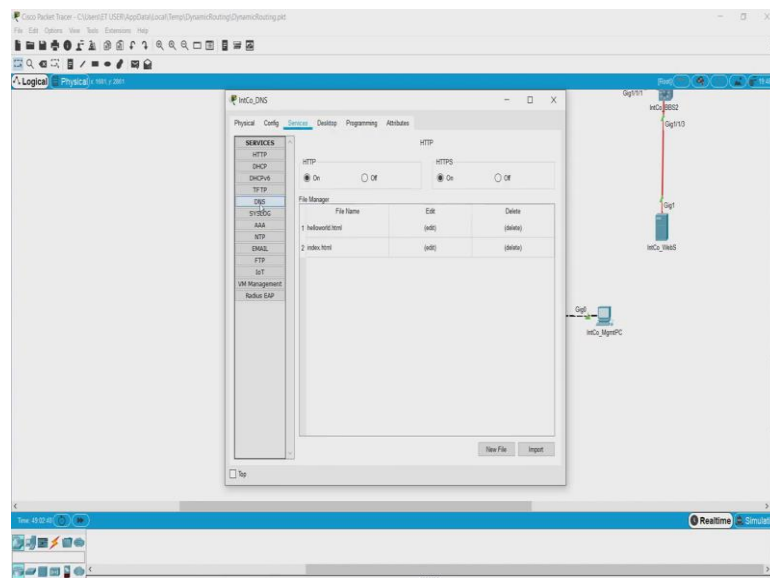 Cisco Packet Tracer - C:\Users\ET USER\AppData\Local\Temp\DynamicRouting\DynamicRouting.pkt
File Edit Options View Tools Extensions Help
Logical Physical x: 1661, y: 2661
[Root]
IntCo_DNS
Physical Config Services Desktop Programming Attributes
SERVICES
HTTP
DHCP
DHCPv6
TFTP
DNS
SYSLOG
AAA
NTP
EMAIL
FTP
IoT
VM Management
Radius EAP
HTTP
HTTP
On Off
HTTPS
On Off
File Manager
File Name Edit Delete
1 helloworld.html (edit) (delete)
2 index.html (edit) (delete)
New File Import
Top
Gig1/1/1
IntCo_BBS2
Gig1/1/3
Gig1
IntCo_WebS
Gig0
IntCo_MgmtPC
Realtime Simulati